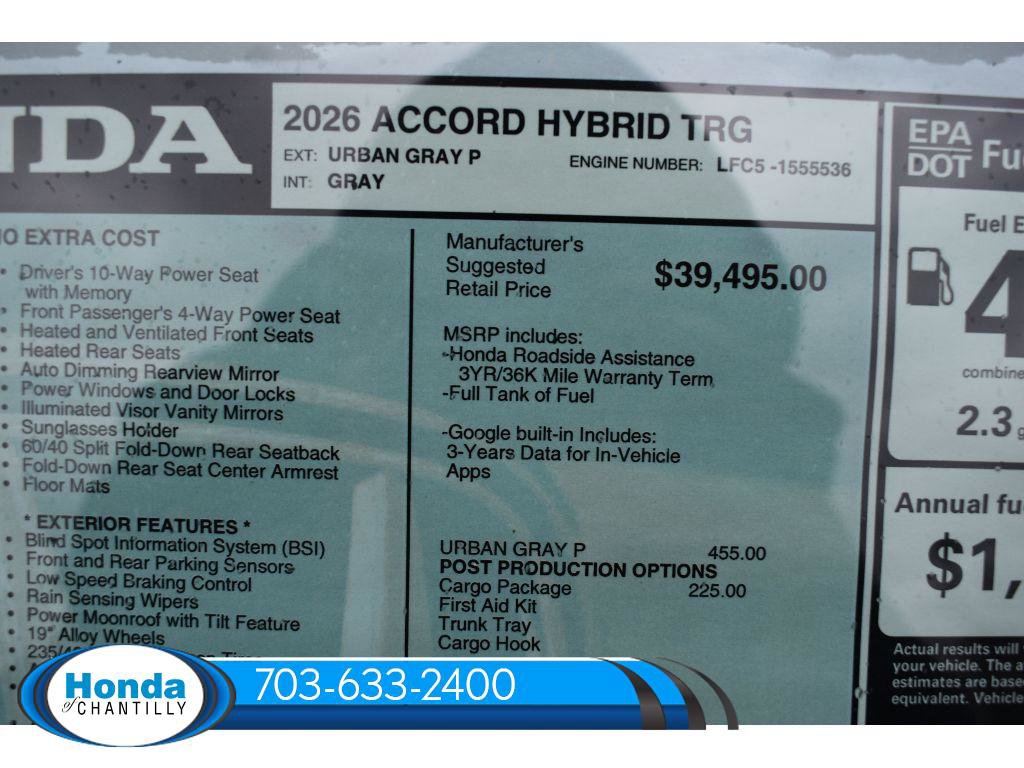 NDA
2026 ACCORD HYBRID TRG
EXT: URBAN GRAY P
ENGINE NUMBER: LFC5 -1555536
INT: GRAY
EPA
DOT
Fu
NO EXTRA COST
• Driver's 10-Way Power Seat
with Memory
• Front Passenger's 4-Way Power Seat
• Heated and Ventilated Front Seats
• Heated Rear Seats
• Auto Dimming Rearview Mirror
• Power Windows and Door Locks
• Illuminated Visor Vanity Mirrors
• Sunglasses Holder
• 60/40 Split Fold-Down Rear Seatback
• Fold-Down Rear Seat Center Armrest
• Floor Mats
* EXTERIOR FEATURES *
• Blind Spot Information System (BSI)
• Front and Rear Parking Sensors
• Low Speed Braking Control
• Rain Sensing Wipers
• Power Moonroof with Tilt Feature
• 19" Alloy Wheels
Manufacturer's
Suggested
Retail Price
$39,495.00
MSRP includes:
-Honda Roadside Assistance
3YR/36K Mile Warranty Term
-Full Tank of Fuel
-Google built-in Includes:
3-Years Data for In-Vehicle
Apps
URBAN GRAY P 455.00
POST PRODUCTION OPTIONS
Cargo Package 225.00
First Aid Kit
Trunk Tray
Cargo Hook
Fuel E
4
combine
2.3
Annual fu
$1,
Actual results will
your vehicle. The a
estimates are base
equivalent. Vehicle
Honda
of CHANTILLY
703-633-2400